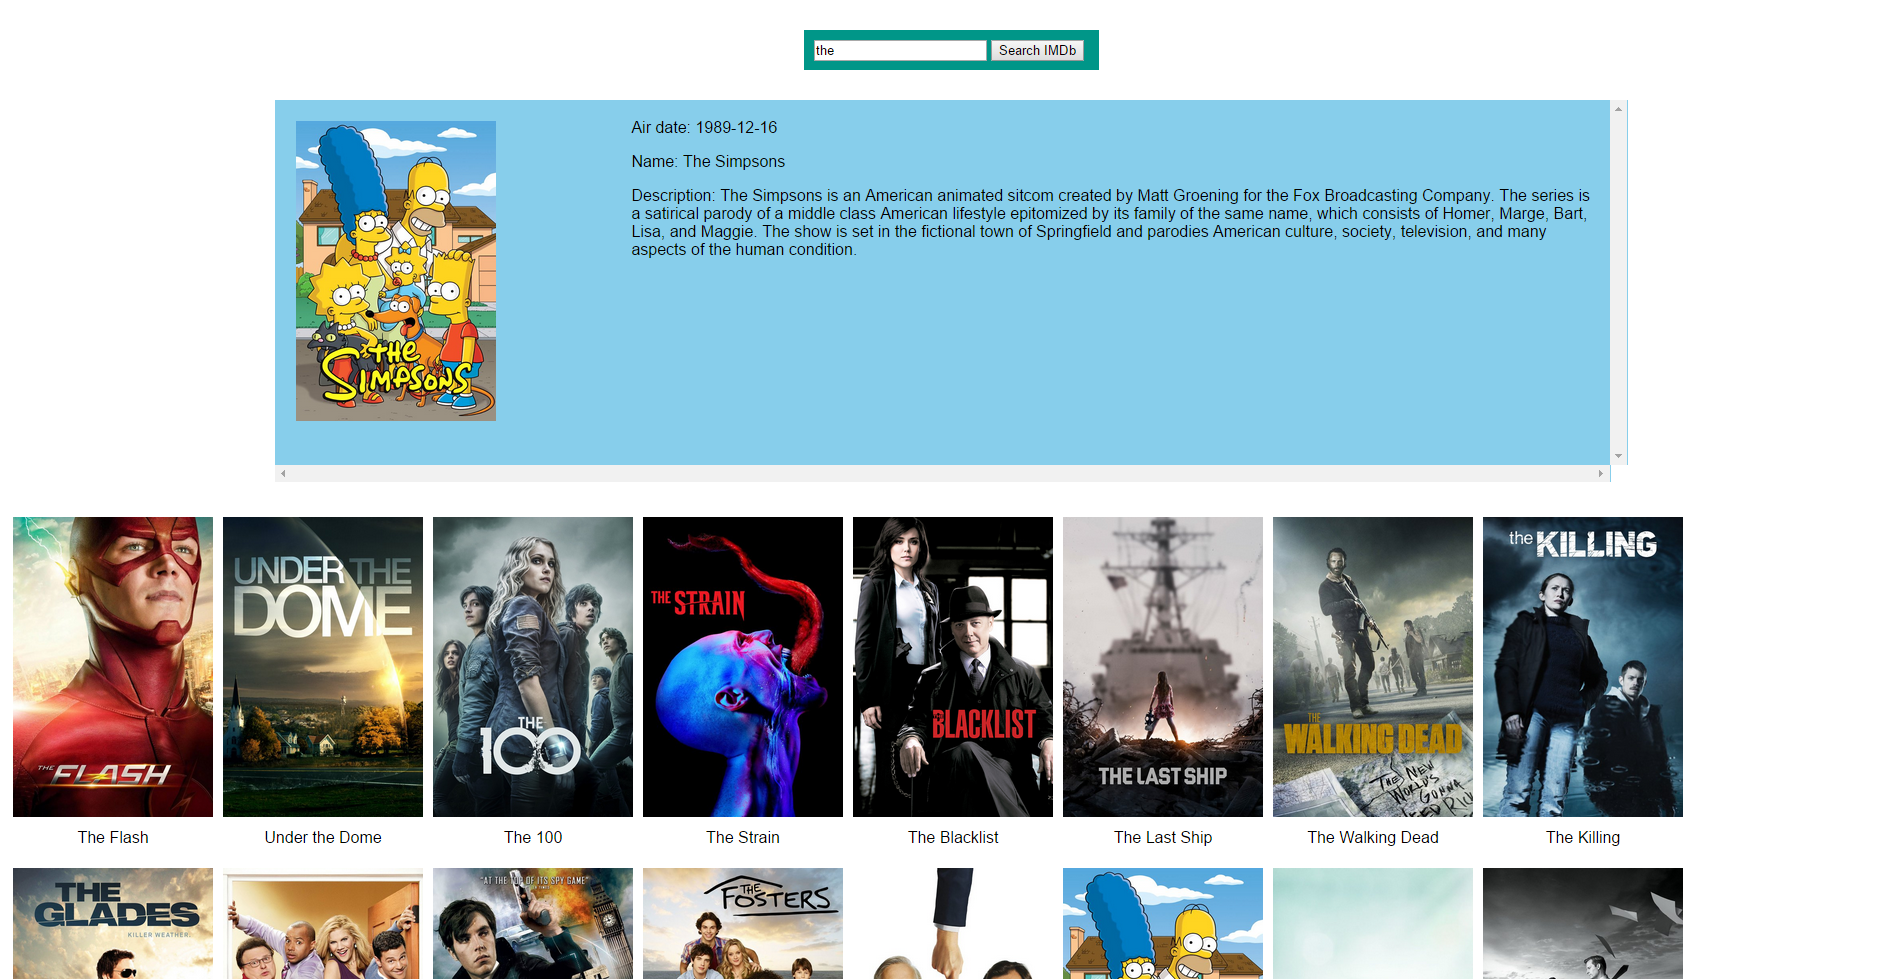 the
Search IMDb
Air date: 1989-12-16
Name: The Simpsons
Description: The Simpsons is an American animated sitcom created by Matt Groening for the Fox Broadcasting Company. The series is
a satirical parody of a middle class American lifestyle epitomized by its family of the same name, which consists of Homer, Marge, Bart,
Lisa, and Maggie. The show is set in the fictional town of Springfield and parodies American culture, society, television, and many
aspects of the human condition.
THE
SIMPSONS
THE FLASH
UNDER THE
DOME
THE
100
THE STRAIN
THE
BLACKLIST
THE LAST SHIP
THE
WALKING DEAD
THE NEW
WORLD'S
GONNA
NEED RICK
the KILLING
The Flash
Under the Dome
The 100
The Strain
The Blacklist
The Last Ship
The Walking Dead
The Killing
THE
GLADES
KILLER WEATHER.
"AT THE TOP OF ITS SPY GAME"
THE
FOSTERS